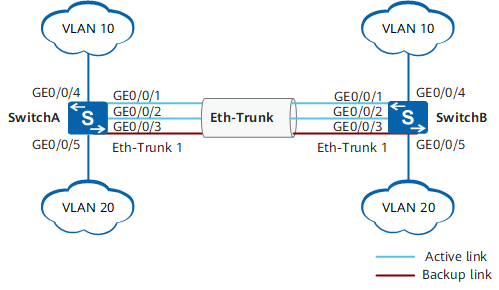 VLAN 10
VLAN 10
GE0/0/4
GE0/0/1
GE0/0/1
GE0/0/4
SwitchA
S
GE0/0/2
Eth-Trunk
GE0/0/2
S
SwitchB
GE0/0/3
GE0/0/3
GE0/0/5
Eth-Trunk 1
Eth-Trunk 1
GE0/0/5
VLAN 20
VLAN 20
Active link
Backup link